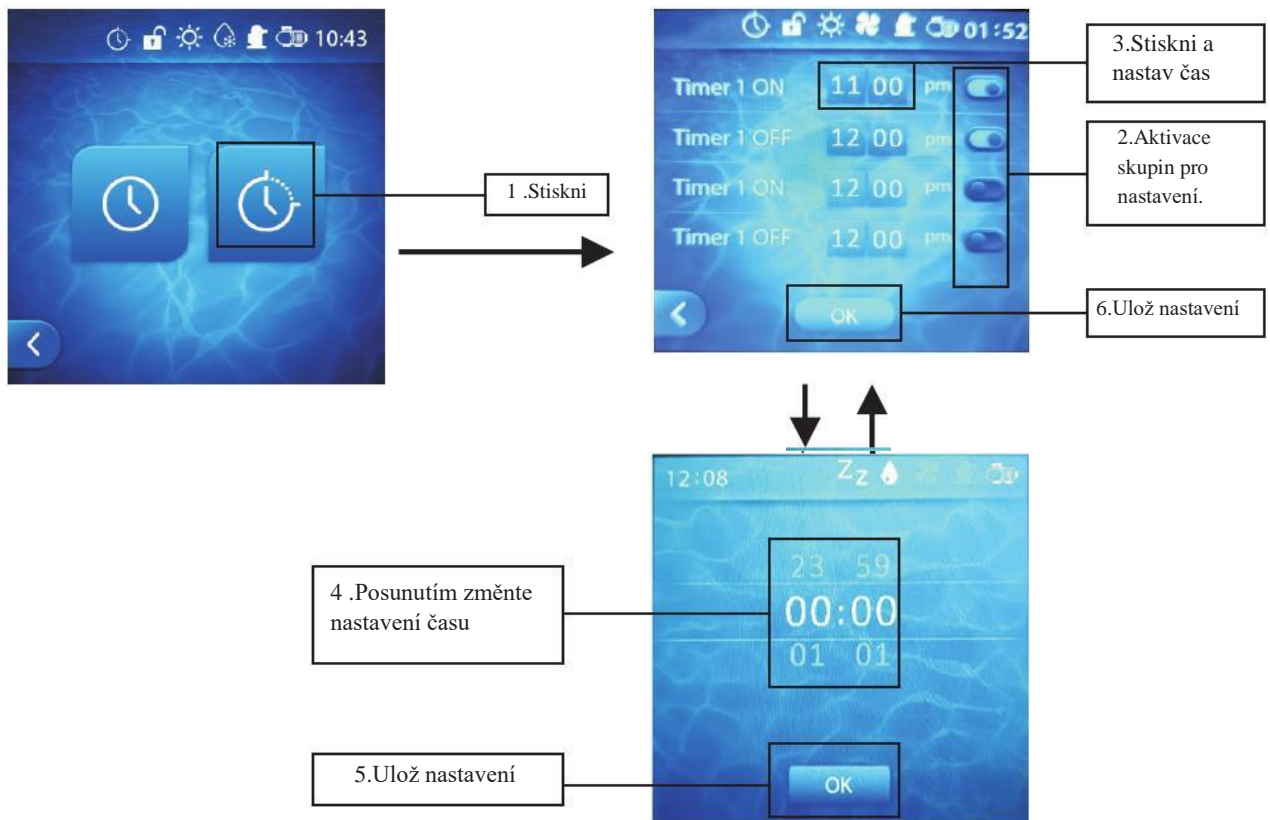 10:43
1 .Stiskni
01:52
Timer 1 ON 11 00 pm
Timer 1 OFF 12 00 pm
Timer 1 ON 12 00 pm
Timer 1 OFF 12 00 pm
OK
3.Stiskni a
nastav čas
2.Aktivace
skupin pro
nastavení.
6.Ulož nastavení
12:08 Zz
23 59
00:00
01 01
OK
4 .Posunutím změnte
nastavení času
5.Ulož nastavení